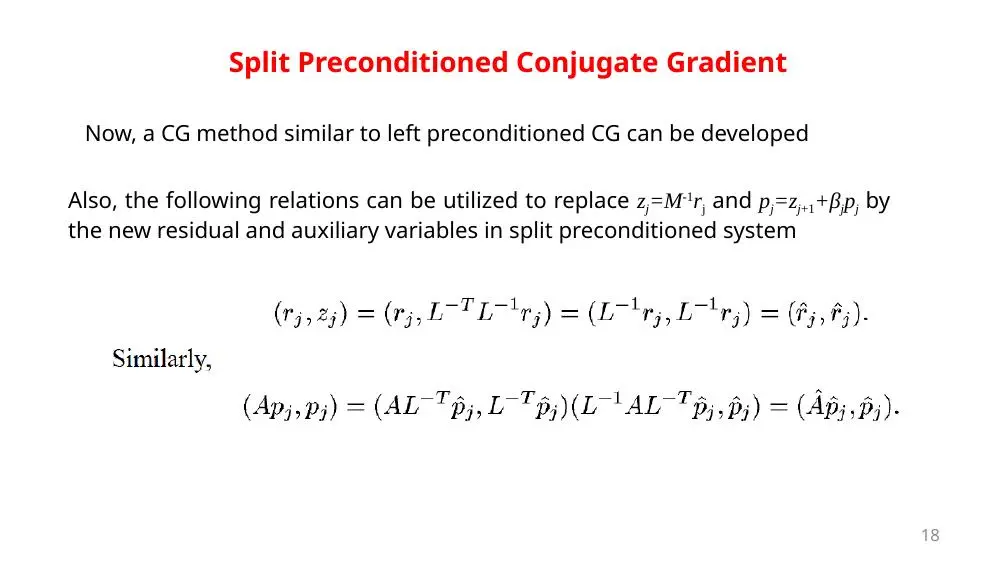 Split Preconditioned Conjugate Gradient
Now, a CG method similar to left preconditioned CG can be developed
Also, the following relations can be utilized to replace zⱼ=M⁻¹rⱼ and pⱼ=zⱼ₊₁+βⱼpⱼ by
the new residual and auxiliary variables in split preconditioned system
(rⱼ, zⱼ) = (rⱼ, L⁻ᵀL⁻¹rⱼ) = (L⁻¹rⱼ, L⁻¹rⱼ) = (r̂ⱼ, r̂ⱼ).
Similarly,
(Apⱼ, pⱼ) = (AL⁻ᵀp̂ⱼ, L⁻ᵀp̂ⱼ)(L⁻¹AL⁻ᵀp̂ⱼ, p̂ⱼ) = (Âp̂ⱼ, p̂ⱼ).
18